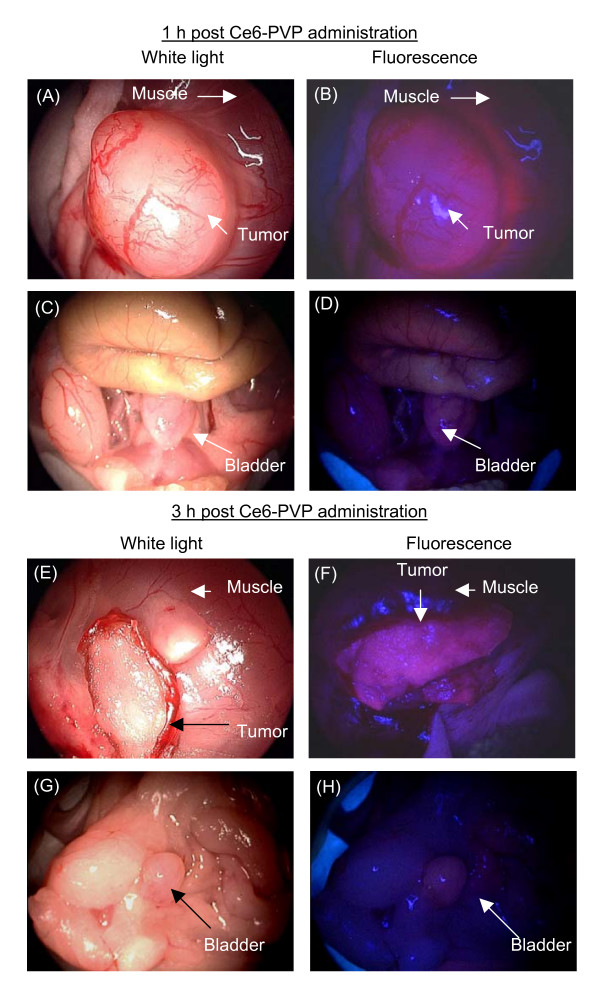 1 h post Ce6-PVP administration
White light
Fluorescence
(A)
Muscle
Tumor
(B)
Muscle
Tumor
(C)
Bladder
(D)
Bladder
3 h post Ce6-PVP administration
White light
Fluorescence
(E)
Muscle
Tumor
(F)
Tumor
Muscle
(G)
Bladder
(H)
Bladder